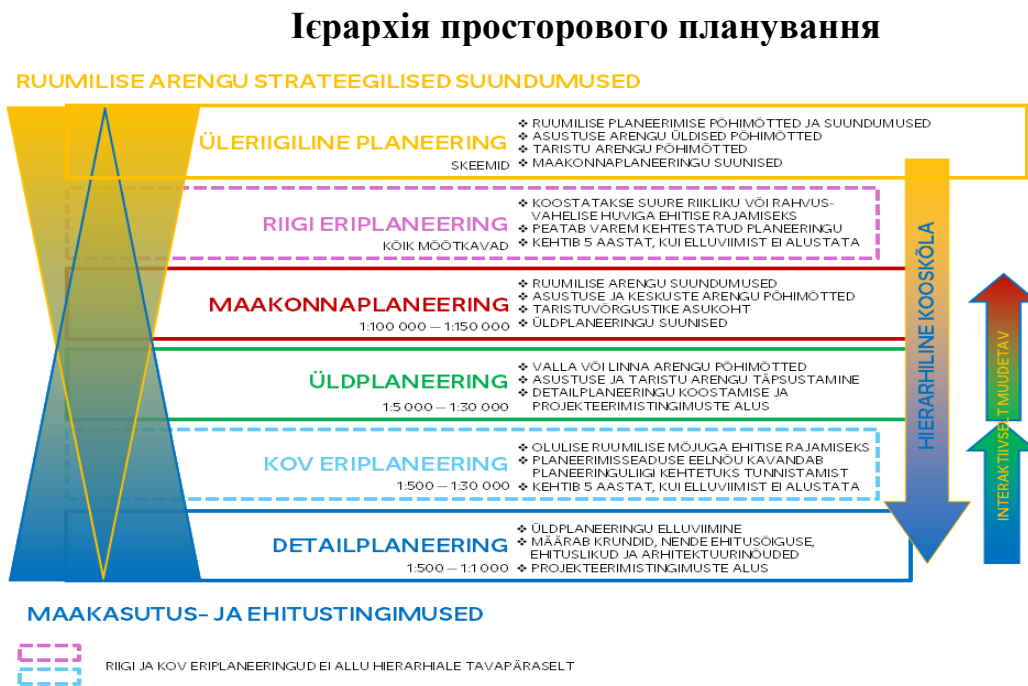 Ієрархія просторового планування
RUUMILISE ARENGU STRATEEGILISED SUUNDUMUSED
ÜLERIIGILINE PLANEERING
SKEEMID
❖ RUUMILISE PLANEERIMISE PÕHIMÕTTED JA SUUNDUMUSED
❖ ASUSTUSE ARENGU ÜLDISED PÕHIMÕTTED
❖ TARISTU ARENGU PÕHIMÕTTED
❖ MAAKONNAPLANEERINGU SUUNISED
RIIGI ERIPLANEERING
KÕIK MÕÕTKAVAD
❖ KOOSTATAKSE SUURE RIIKLIKU VÕI RAHVUS-
VAHELISE HUVIGA EHITISE RAJAMISEKS
❖ PEATAB VAREM KEHTESTATUD PLANEERINGU
❖ KEHTIB 5 AASTAT, KUI ELLUVIIMIST EI ALUSTATA
MAAKONNAPLANEERING
1:100 000 – 1:150 000
❖ RUUMILISE ARENGU SUUNDUMUSED
❖ ASUSTUSE JA KESKUSTE ARENGU PÕHIMÕTTED
❖ TARISTUVÕRGUSTIKE ASUKOHT
❖ ÜLDPLANEERINGU SUUNISED
ÜLDPLANEERING
1:5 000 – 1:30 000
❖ VALLA VÕI LINNA ARENGU PÕHIMÕTTED
❖ ASUSTUSE JA TARISTU ARENGU TÄPSUSTAMINE
❖ DETAILPLANEERINGU KOOSTAMISE JA
PROJEKTEERIMISTINGIMUSTE ALUS
KOV ERIPLANEERING
1:500 – 1:30 000
❖ OLULISE RUUMILISE MÕJUGA EHITISE RAJAMISEKS
❖ PLANEERIMISSEADUSE EELNÕU KAVANDAB
PLANEERINGULIIGI KEHTETUKS TUNNISTAMIST
❖ KEHTIB 5 AASTAT, KUI ELLUVIIMIST EI ALUSTATA
DETAILPLANEERING
1:500 – 1:1 000
❖ ÜLDPLANEERINGU ELLUVIIMINE
❖ MÄÄRAB KRUNDID, NENDE EHITUSÕIGUSE,
EHITUSLIKUD JA ARHITEKTUURINÕUDED
❖ PROJEKTEERIMISTINGIMUSTE ALUS
HIERARHILINE KOOSKÕLA
INTERAKTIIVSELT MUUDETAV
MAAKASUTUS- JA EHITUSTINGIMUSED
RIIGI JA KOV ERIPLANEERINGUD EI ALLU HIERARHIALE TAVAPÄRASELT